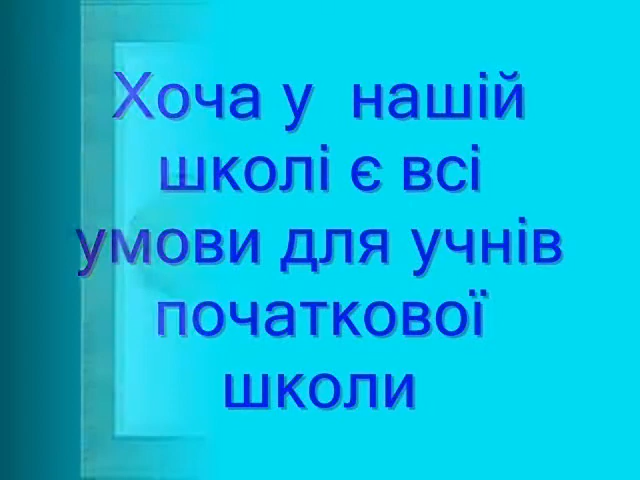 Хоча у нашій
школі є всі
умови для учнів
початкової
школи